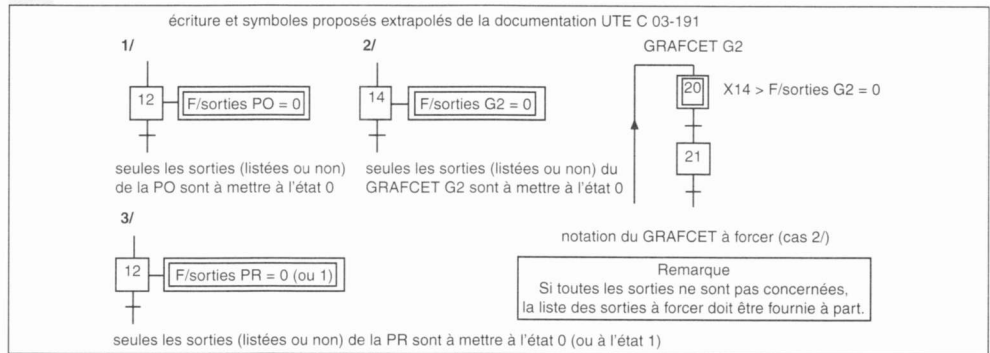 écriture et symboles proposés extrapolés de la documentation UTE C 03-191
1/
12
F/sorties PO = 0
seules les sorties (listées ou non)
de la PO sont à mettre à l'état 0
2/
14
F/sorties G2 = 0
seules les sorties (listées ou non) du
GRAFCET G2 sont à mettre à l'état 0
GRAFCET G2
20
X14 > F/sorties G2 = 0
21
notation du GRAFCET à forcer (cas 2/)
3/
12
F/sorties PR = 0 (ou 1)
seules les sorties (listées ou non) de la PR sont à mettre à l'état 0 (ou à l'état 1)
Remarque
Si toutes les sorties ne sont pas concernées,
la liste des sorties à forcer doit être fournie à part.